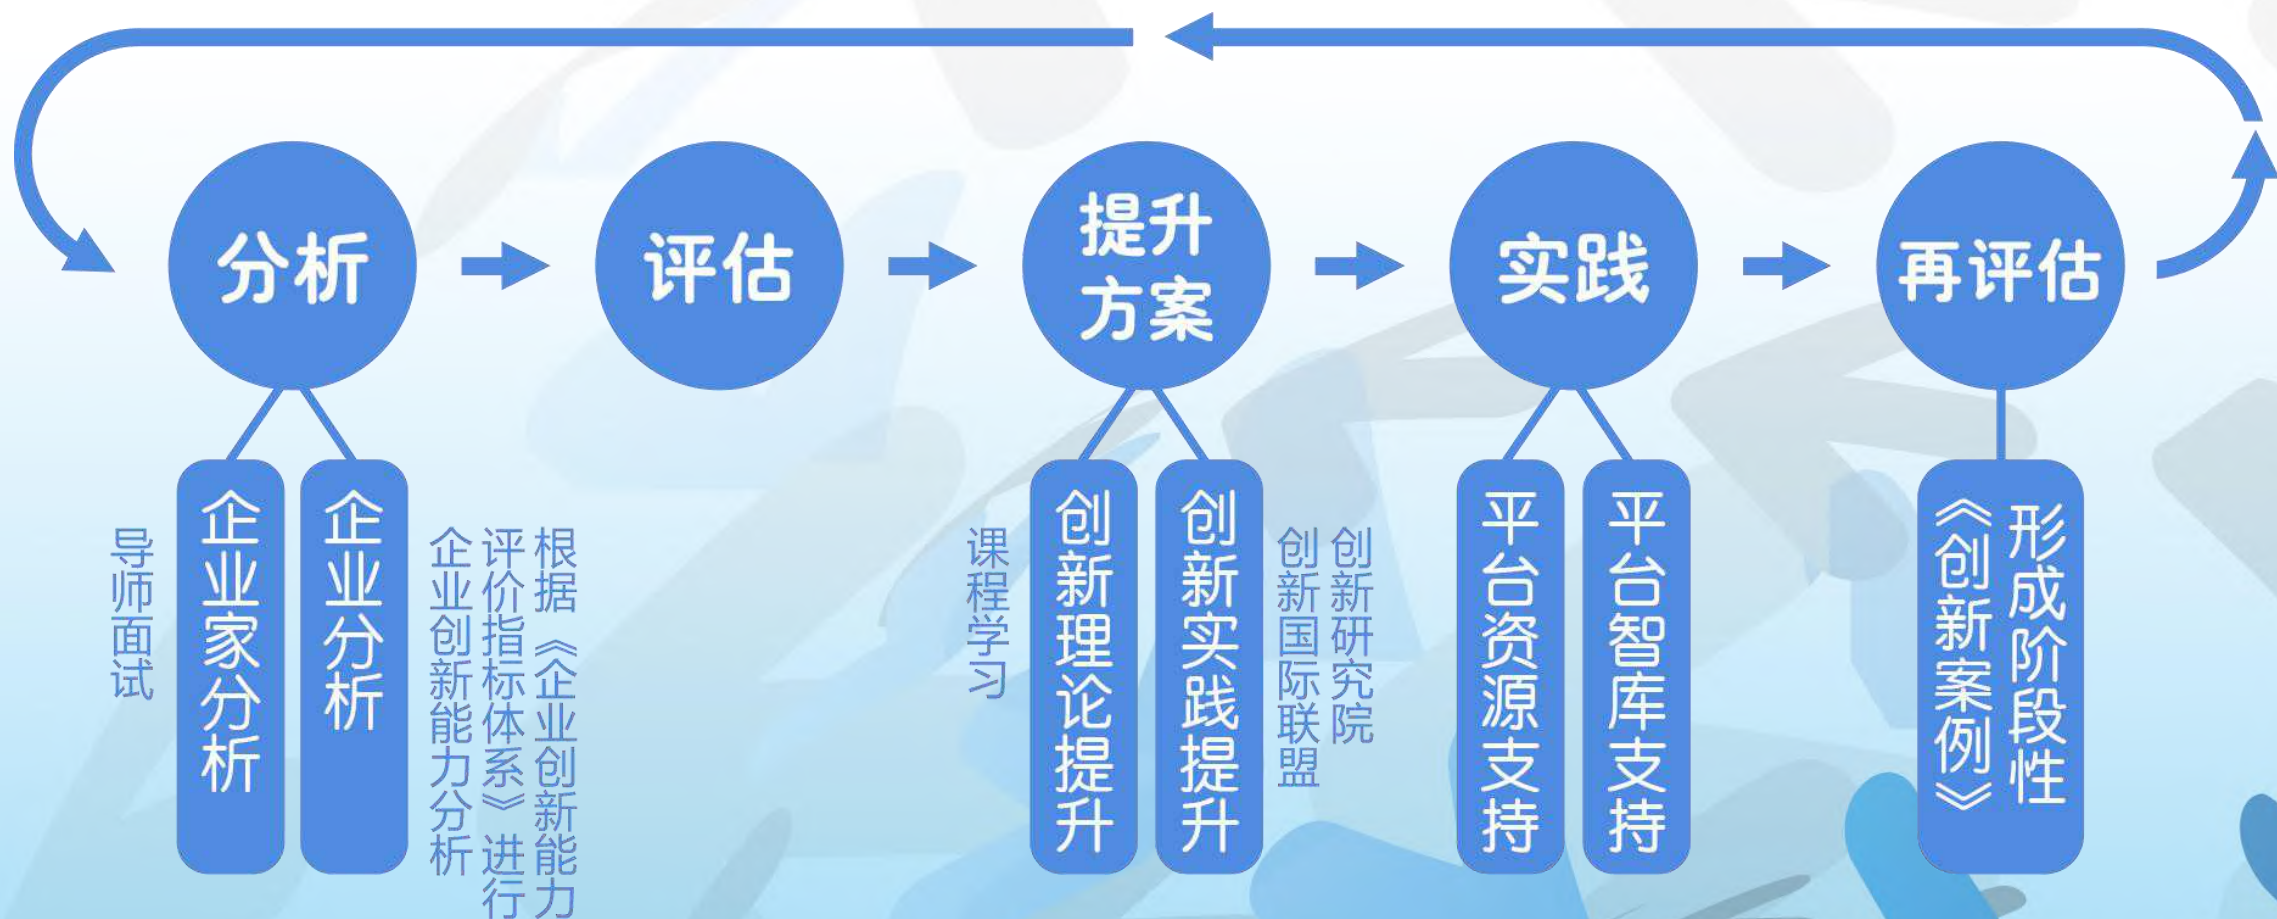 分析
评估
提升
方案
实践
再评估
导师面试
企业家分析
企业分析
根据《企业创新能力
评价指标体系》进行
企业创新能力分析
课程学习
创新理论提升
创新实践提升
创新研究院
创新国际联盟
平台资源支持
平台智库支持
形成阶段性
《创新案例》